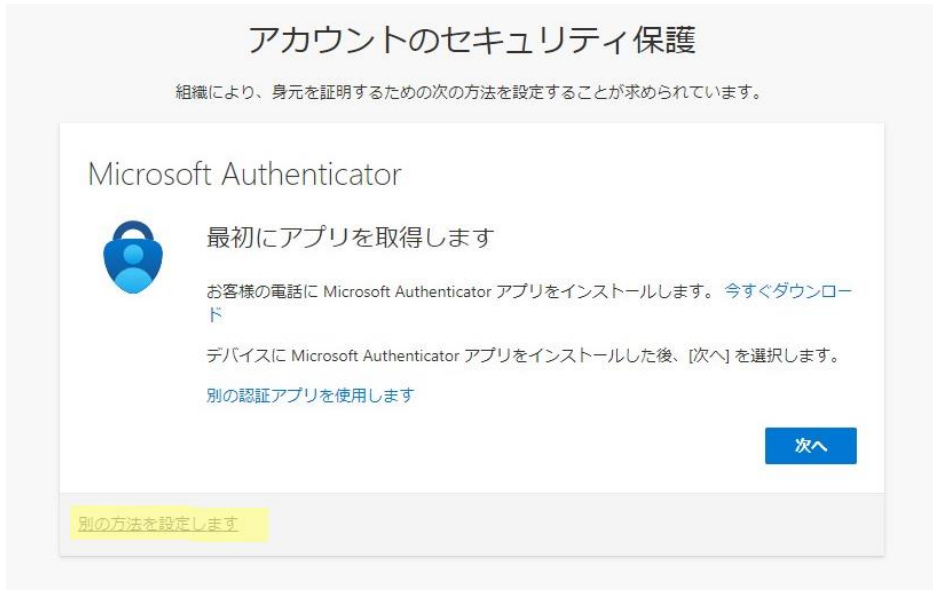 アカウントのセキュリティ保護
組織により、身元を証明するための次の方法を設定することが求められています。
Microsoft Authenticator
最初にアプリを取得します
お客様の電話に Microsoft Authenticator アプリをインストールします。 今すぐダウンロー
ド
デバイスに Microsoft Authenticator アプリをインストールした後、[次へ] を選択します。
別の認証アプリを使用します
次へ
別の方法を設定します